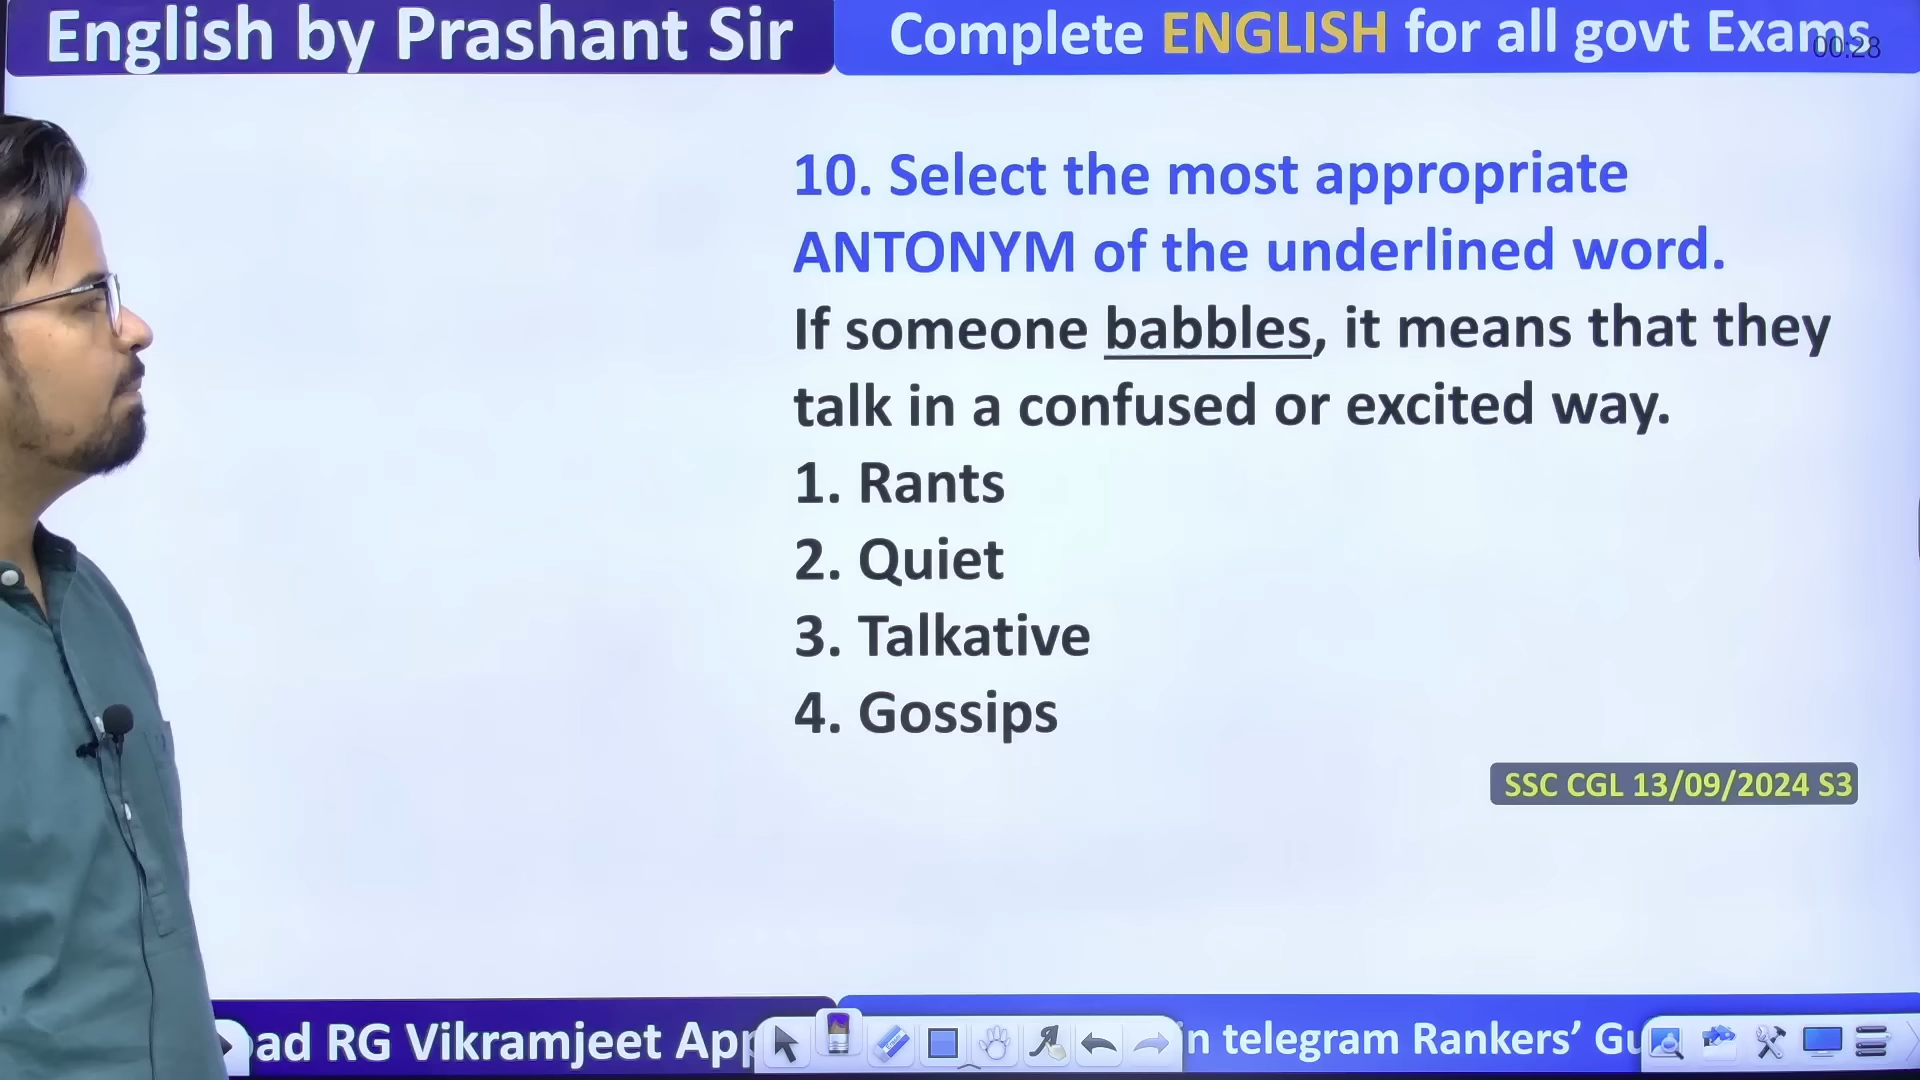 English by Prashant Sir
Complete ENGLISH for all govt Exams
00:28
10. Select the most appropriate
ANTONYM of the underlined word.
If someone babbles, it means that they
talk in a confused or excited way.
1. Rants
2. Quiet
3. Talkative
4. Gossips
SSC CGL 13/09/2024 S3
RG Vikramjeet App
telegram Rankers’